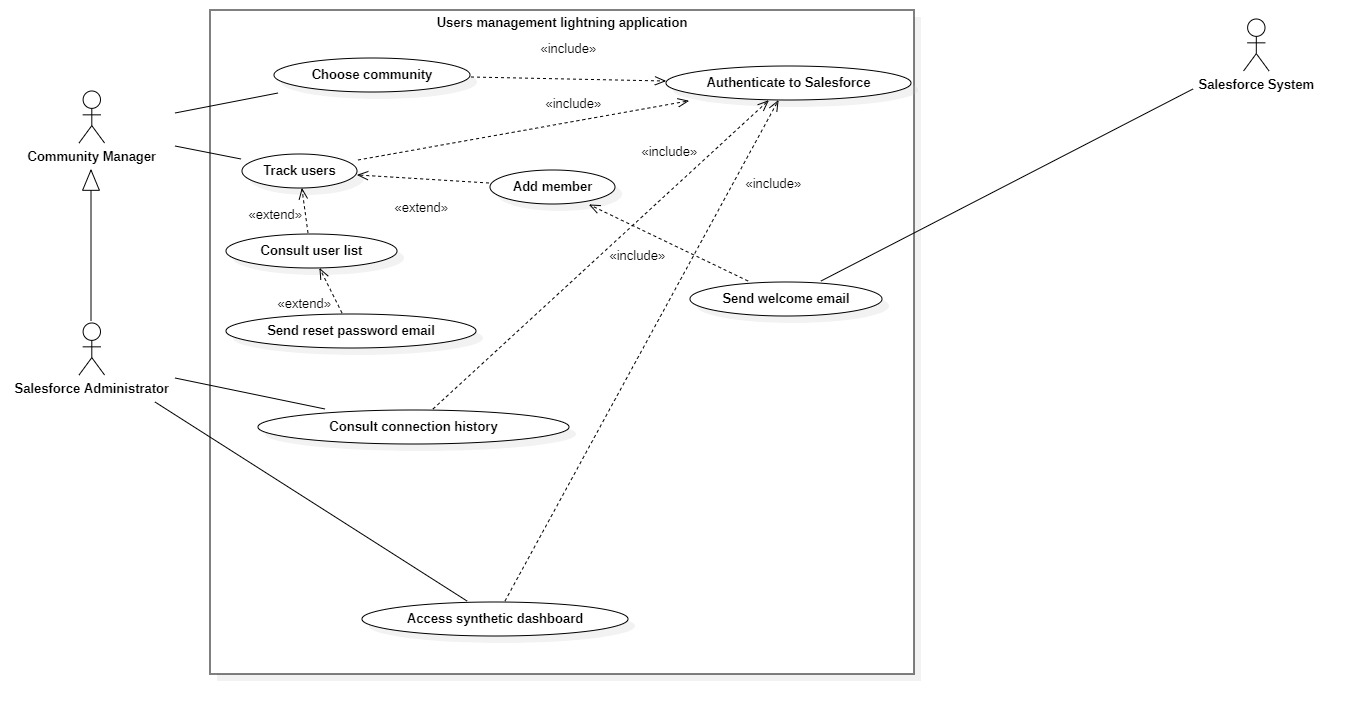 Users management lightning application
«include»
Choose community
Authenticate to Salesforce
Salesforce System
«include»
Community Manager
«include»
Track users
Add member
«include»
«extend»
«extend»
Consult user list
«include»
Send welcome email
«extend»
Send reset password email
Salesforce Administrator
Consult connection history
Access synthetic dashboard